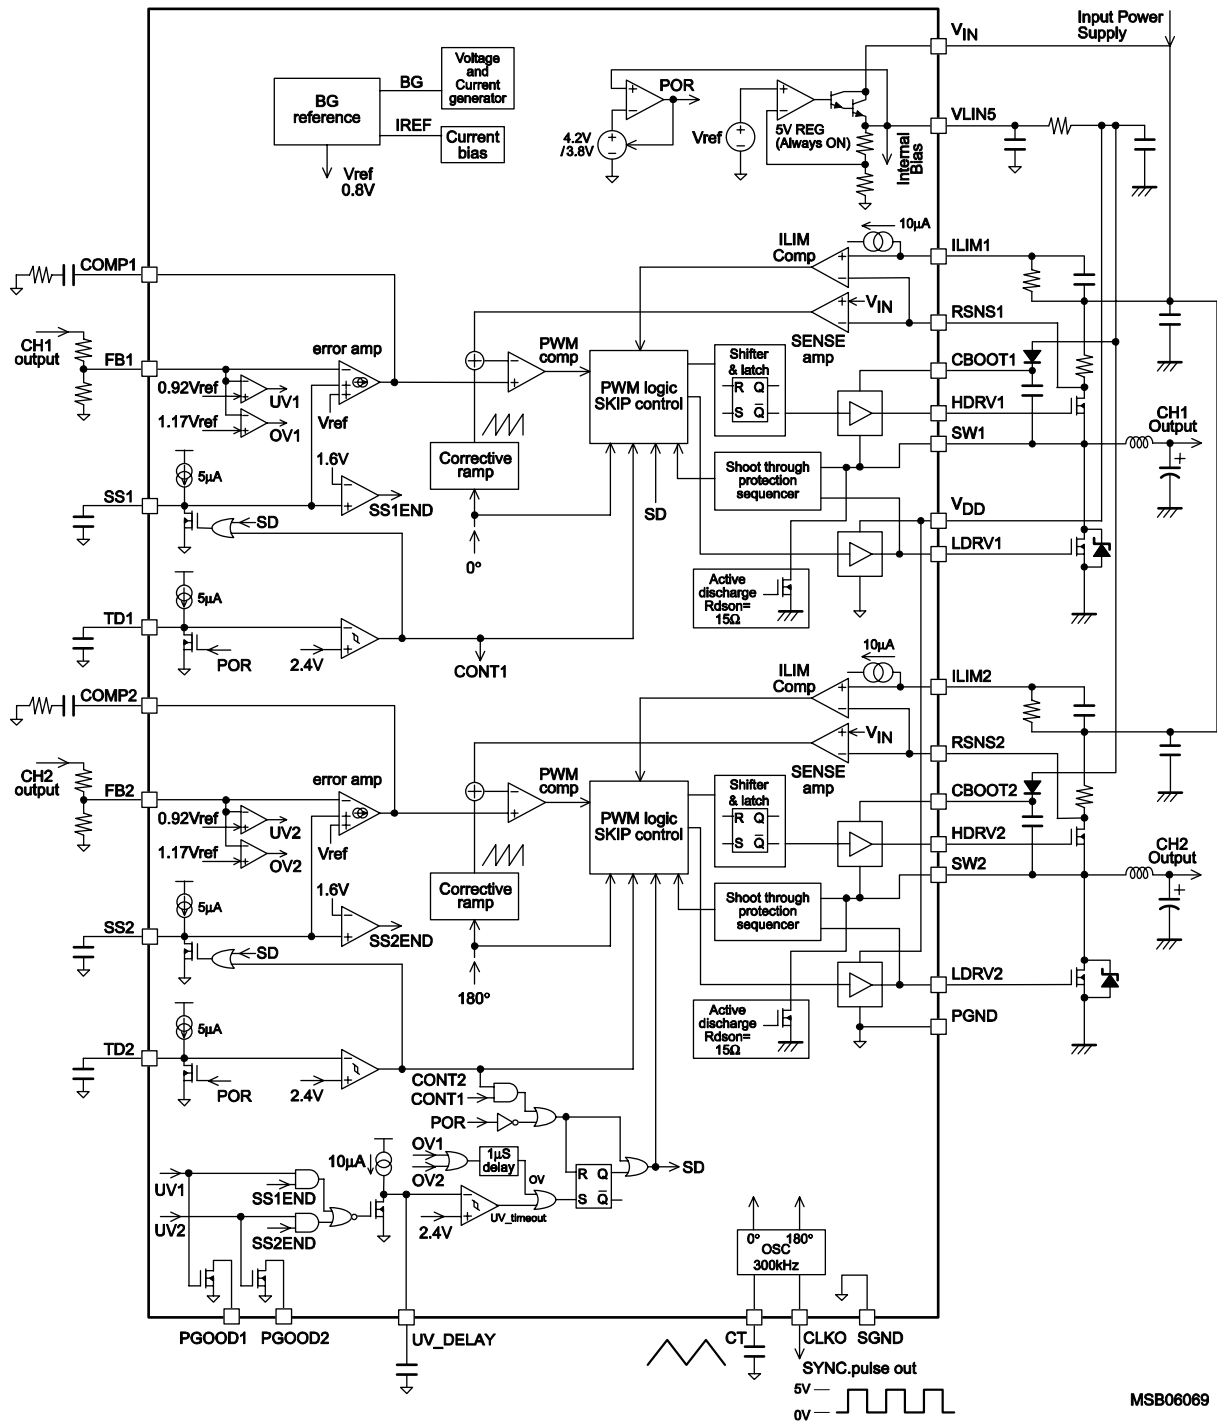 Input Power
Supply
VIN
Voltage
and
Current
generator
BG
BG
reference
IREF
Current
bias
Vref
0.8V
POR
4.2V
/ 3.8V
Vref
5V REG
(Always ON)
Internal
Bias
VLIN5
10µA
ILIM
Comp
ILIM1
COMP1
VIN
RSNS1
SENSE
amp
CH1
output
FB1
error amp
PWM
comp
PWM logic
SKIP control
Shifter
& latch
R Q
S Q̅
CBOOT1
HDRV1
CH1
Output
SW1
0.92Vref
UV1
1.17Vref
OV1
Vref
1.6V
Corrective
ramp
Shoot through
protection
sequencer
5µA
SS1
SS1END
SD
SD
VDD
LDRV1
0°
Active
discharge
Rdson=
15Ω
5µA
TD1
POR
2.4V
CONT1
10µA
ILIM
Comp
ILIM2
COMP2
VIN
RSNS2
SENSE
amp
CH2
output
FB2
error amp
PWM
comp
PWM logic
SKIP control
Shifter
& latch
R Q
S Q̅
CBOOT2
HDRV2
CH2
Output
SW2
0.92Vref
UV2
1.17Vref
OV2
Vref
1.6V
Corrective
ramp
Shoot through
protection
sequencer
5µA
SS2
SS2END
SD
LDRV2
180°
Active
discharge
Rdson=
15Ω
PGND
5µA
TD2
POR
2.4V
CONT2
CONT1
POR
OV1
OV2
1µS
delay
OV
R Q
S Q̅
SD
10µA
UV1
SS1END
UV2
SS2END
2.4V
UV_timeout
0° 180°
OSC
300kHz
PGOOD1
PGOOD2
UV_DELAY
CT
CLKO
SGND
SYNC.pulse out
5V
0V
MSB06069